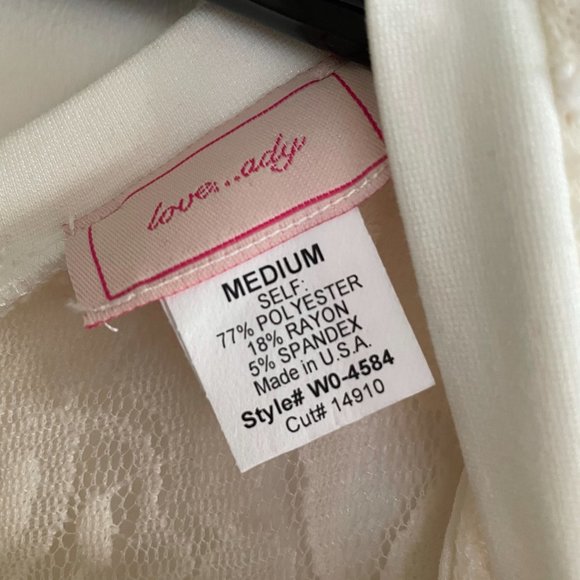 love...ady
MEDIUM
SELF:
77% POLYESTER
18% RAYON
5% SPANDEX
Made in U.S.A.
Style# W0-4584
Cut# 14910